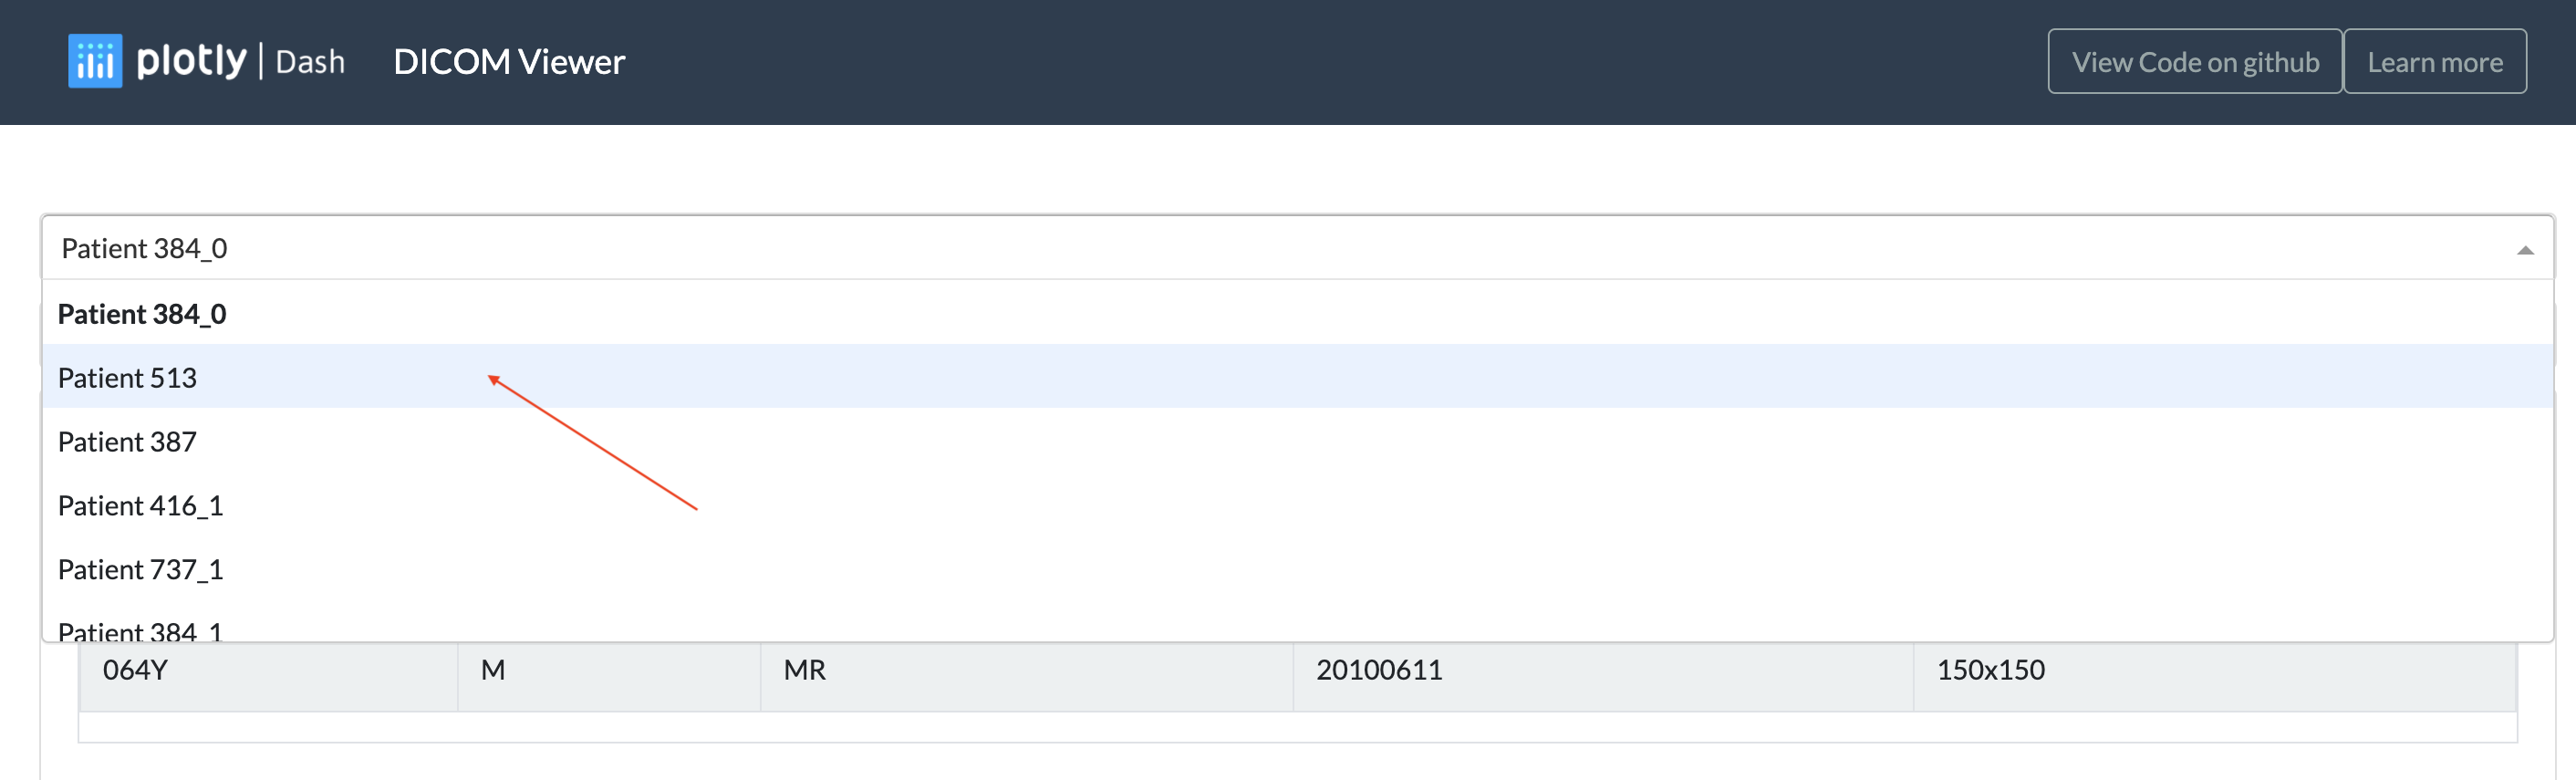 plotly | Dash DICOM Viewer View Code on github Learn more
Patient 384_0
Patient 384_0
Patient 513
Patient 387
Patient 416_1
Patient 737_1
Patient 384_1
064Y M MR 20100611 150x150